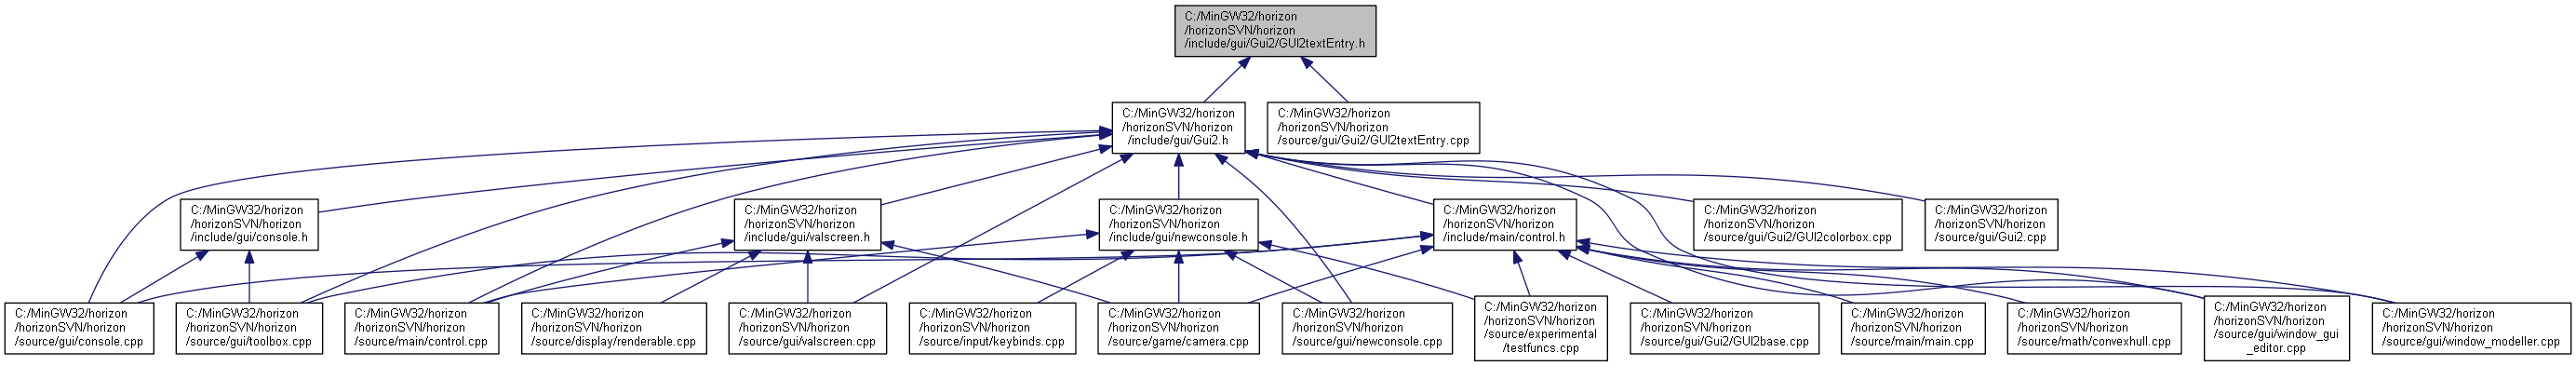 C:/MinGW32/horizon
/horizonSVN/horizon
/include/gui/Gui2/GUI2textEntry.h
C:/MinGW32/horizon
/horizonSVN/horizon
/include/gui/Gui2.h
C:/MinGW32/horizon
/horizonSVN/horizon
/source/gui/Gui2/GUI2textEntry.cpp
C:/MinGW32/horizon
/horizonSVN/horizon
/include/gui/console.h
C:/MinGW32/horizon
/horizonSVN/horizon
/include/gui/valscreen.h
C:/MinGW32/horizon
/horizonSVN/horizon
/include/gui/newconsole.h
C:/MinGW32/horizon
/horizonSVN/horizon
/include/main/control.h
C:/MinGW32/horizon
/horizonSVN/horizon
/source/gui/Gui2/GUI2colorbox.cpp
C:/MinGW32/horizon
/horizonSVN/horizon
/source/gui/Gui2.cpp
C:/MinGW32/horizon
/horizonSVN/horizon
/source/gui/console.cpp
C:/MinGW32/horizon
/horizonSVN/horizon
/source/gui/toolbox.cpp
C:/MinGW32/horizon
/horizonSVN/horizon
/source/main/control.cpp
C:/MinGW32/horizon
/horizonSVN/horizon
/source/display/renderable.cpp
C:/MinGW32/horizon
/horizonSVN/horizon
/source/gui/valscreen.cpp
C:/MinGW32/horizon
/horizonSVN/horizon
/source/input/keybinds.cpp
C:/MinGW32/horizon
/horizonSVN/horizon
/source/game/camera.cpp
C:/MinGW32/horizon
/horizonSVN/horizon
/source/gui/newconsole.cpp
C:/MinGW32/horizon
/horizonSVN/horizon
/source/experimental
/testfuncs.cpp
C:/MinGW32/horizon
/horizonSVN/horizon
/source/gui/Gui2/GUI2base.cpp
C:/MinGW32/horizon
/horizonSVN/horizon
/source/main/main.cpp
C:/MinGW32/horizon
/horizonSVN/horizon
/source/math/convexhull.cpp
C:/MinGW32/horizon
/horizonSVN/horizon
/source/gui/window_gui
_editor.cpp
C:/MinGW32/horizon
/horizonSVN/horizon
/source/gui/window_modeller.cpp